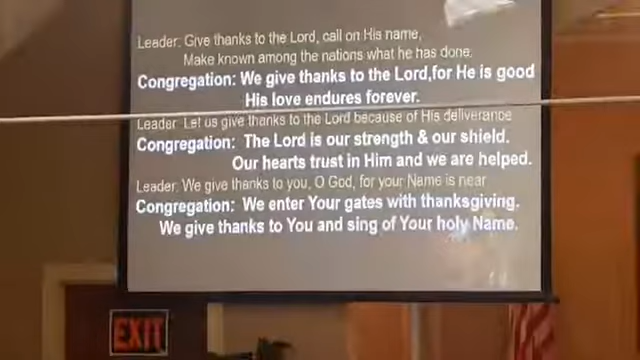 Leader: Give thanks to the Lord, call on His name,
Make known among the nations what he has done.
Congregation: We give thanks to the Lord,for He is good
His love endures forever.
Leader: Let us give thanks to the Lord because of His deliverance
Congregation: The Lord is our strength & our shield.
Our hearts trust in Him and we are helped.
Leader: We give thanks to you, O God, for your Name is near
Congregation: We enter Your gates with thanksgiving.
We give thanks to You and sing of Your holy Name.
EXIT